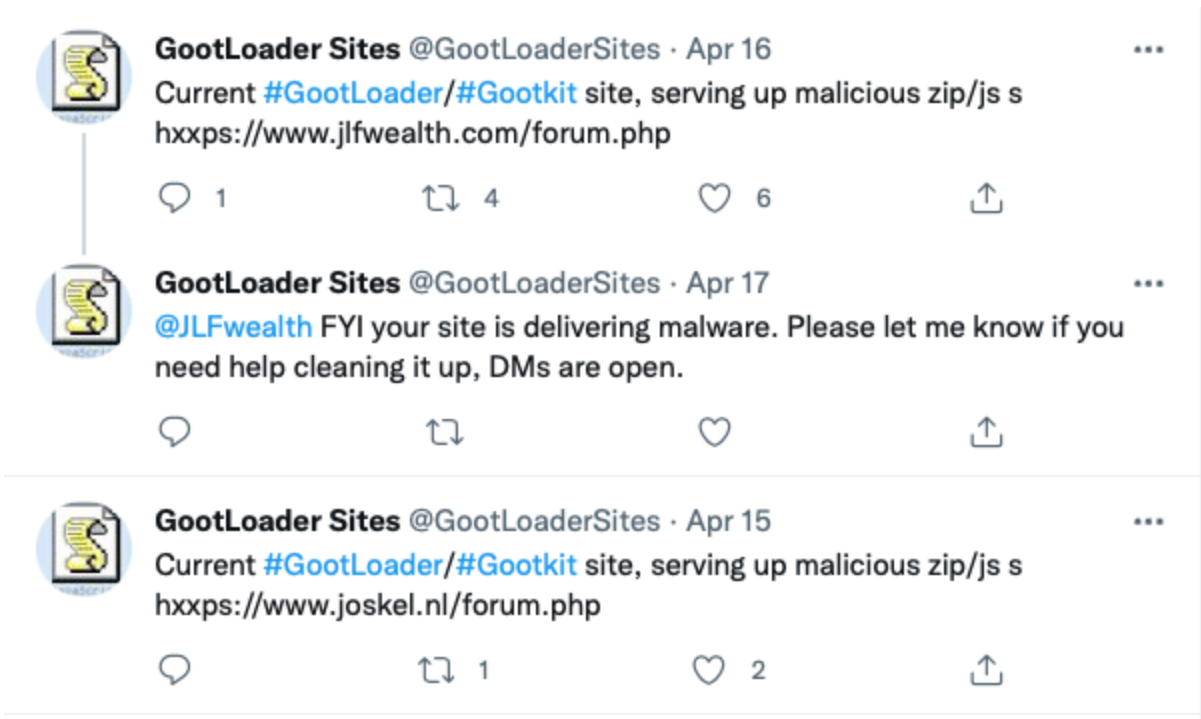 GootLoader Sites @GootLoaderSites · Apr 16
Current #GootLoader/#Gootkit site, serving up malicious zip/js s
hxxps://www.jlfwealth.com/forum.php
1 4 6
GootLoader Sites @GootLoaderSites · Apr 17
@JLFwealth FYI your site is delivering malware. Please let me know if you
need help cleaning it up, DMs are open.
GootLoader Sites @GootLoaderSites · Apr 15
Current #GootLoader/#Gootkit site, serving up malicious zip/js s
hxxps://www.joskel.nl/forum.php
1 2